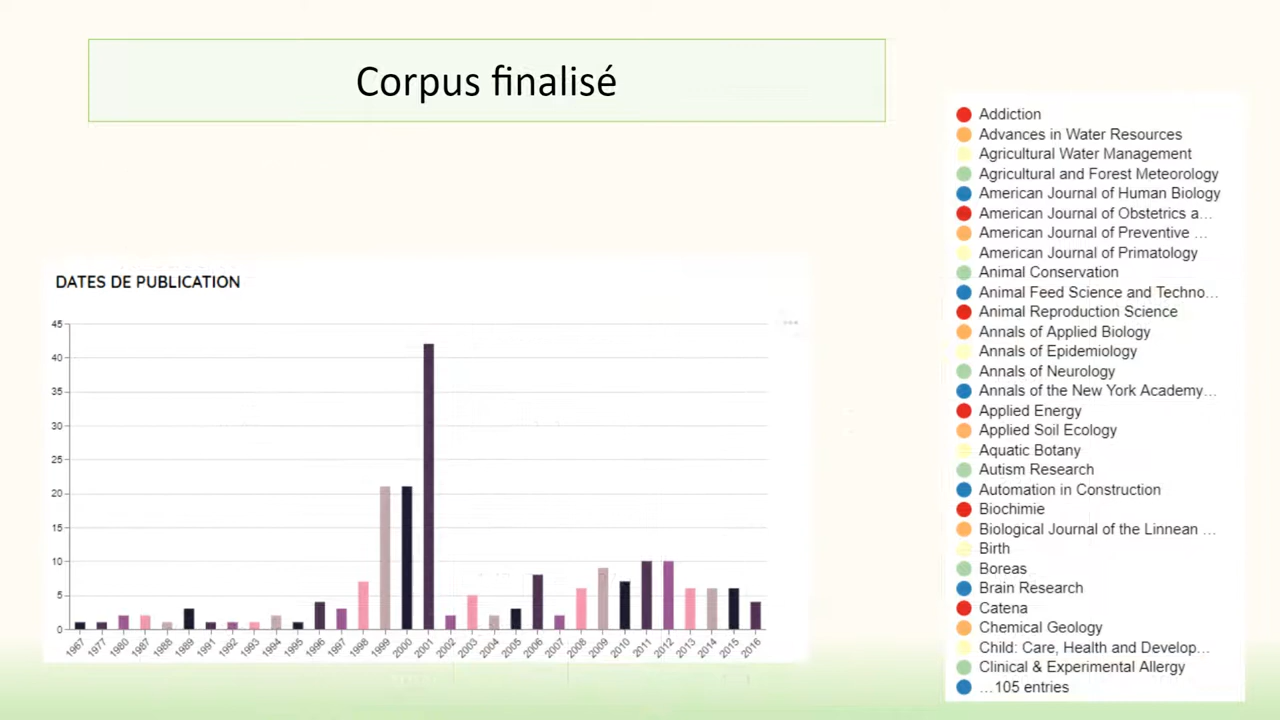 Corpus finalisé
DATES DE PUBLICATION
45
40
35
30
25
20
15
10
5
0
1967 1977 1980 1987 1988 1989 1991 1992 1993 1994 1995 1996 1997 1998 1999 2000 2001 2002 2003 2004 2005 2006 2007 2008 2009 2010 2011 2012 2013 2014 2015 2016
Addiction
Advances in Water Resources
Agricultural Water Management
Agricultural and Forest Meteorology
American Journal of Human Biology
American Journal of Obstetrics a...
American Journal of Preventive ...
American Journal of Primatology
Animal Conservation
Animal Feed Science and Techno...
Animal Reproduction Science
Annals of Applied Biology
Annals of Epidemiology
Annals of Neurology
Annals of the New York Academy...
Applied Energy
Applied Soil Ecology
Aquatic Botany
Autism Research
Automation in Construction
Biochimie
Biological Journal of the Linnean ...
Birth
Boreas
Brain Research
Catena
Chemical Geology
Child: Care, Health and Develop...
Clinical & Experimental Allergy
...105 entries